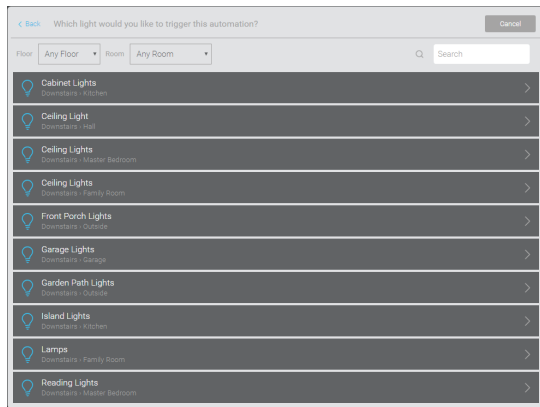 < Back Which light would you like to trigger this automation? Cancel
Floor Any Floor Room Any Room Search
Cabinet Lights
Downstairs › Kitchen
Ceiling Light
Downstairs › Hall
Ceiling Lights
Downstairs › Master Bedroom
Ceiling Lights
Downstairs › Family Room
Front Porch Lights
Downstairs › Outside
Garage Lights
Downstairs › Garage
Garden Path Lights
Downstairs › Outside
Island Lights
Downstairs › Kitchen
Lamps
Downstairs › Family Room
Reading Lights
Downstairs › Master Bedroom